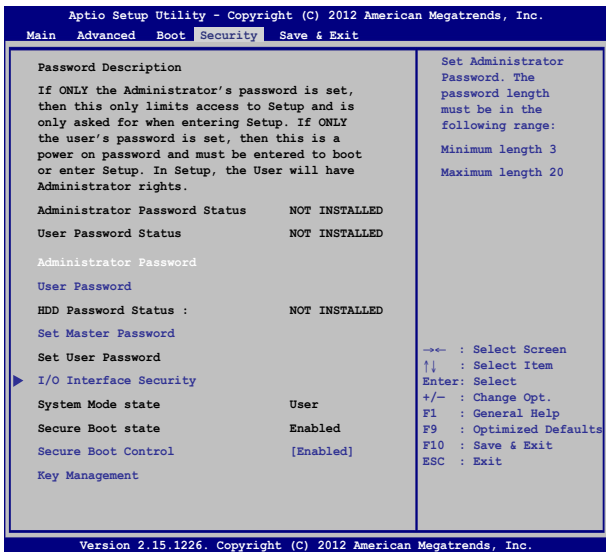 Aptio Setup Utility - Copyright (C) 2012 American Megatrends, Inc.
Main Advanced Boot Security Save & Exit
Password Description
If ONLY the Administrator's password is set,
then this only limits access to Setup and is
only asked for when entering Setup. If ONLY
the user's password is set, then this is a
power on password and must be entered to boot
or enter Setup. In Setup, the User will have
Administrator rights.
Administrator Password Status NOT INSTALLED
User Password Status NOT INSTALLED
Administrator Password
User Password
HDD Password Status : NOT INSTALLED
Set Master Password
Set User Password
I/O Interface Security
System Mode state User
Secure Boot state Enabled
Secure Boot Control [Enabled]
Key Management
Set Administrator
Password. The
password length
must be in the
following range:
Minimum length 3
Maximum length 20
→← : Select Screen
↑↓ : Select Item
Enter: Select
+/— : Change Opt.
F1 : General Help
F9 : Optimized Defaults
F10 : Save & Exit
ESC : Exit
Version 2.15.1226. Copyright (C) 2012 American Megatrends, Inc.